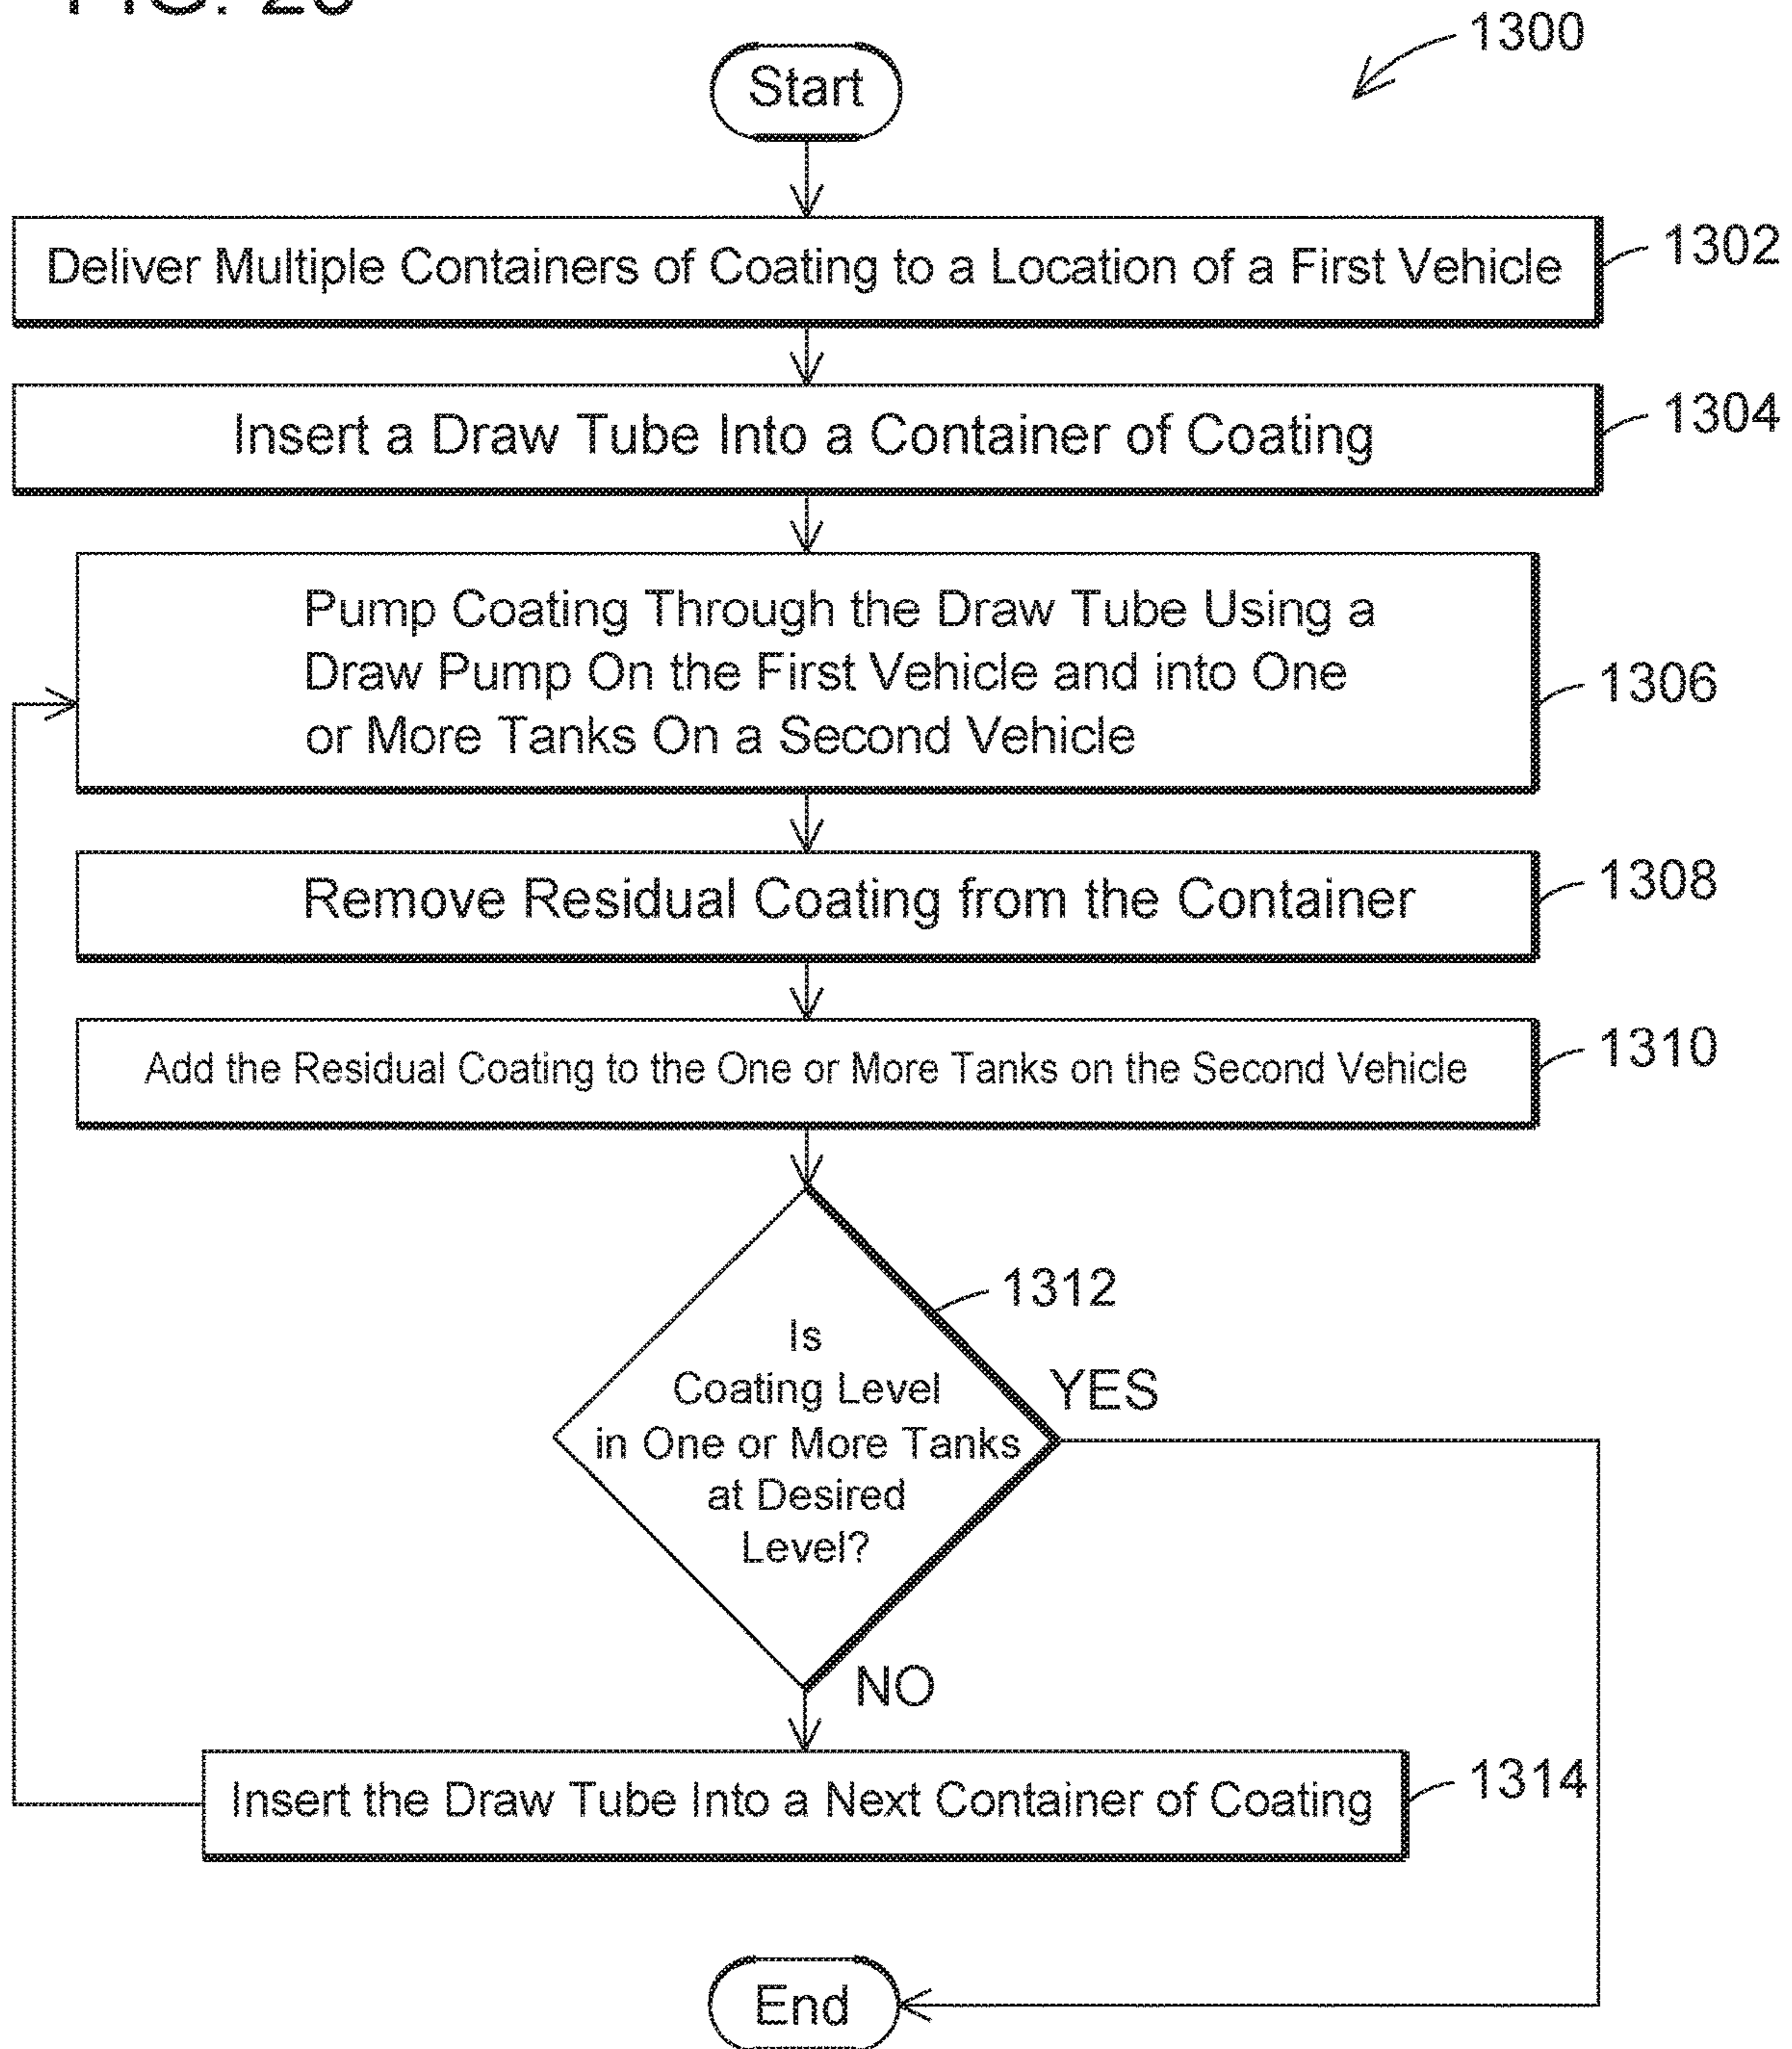 1300
Start
Deliver Multiple Containers of Coating to a Location of a First Vehicle
1302
Insert a Draw Tube Into a Container of Coating
1304
Pump Coating Through the Draw Tube Using a
Draw Pump On the First Vehicle and into One
or More Tanks On a Second Vehicle
1306
Remove Residual Coating from the Container
1308
Add the Residual Coating to the One or More Tanks on the Second Vehicle
1310
1312
Is
Coating Level
in One or More Tanks
at Desired
Level?
YES
NO
Insert the Draw Tube Into a Next Container of Coating
1314
End